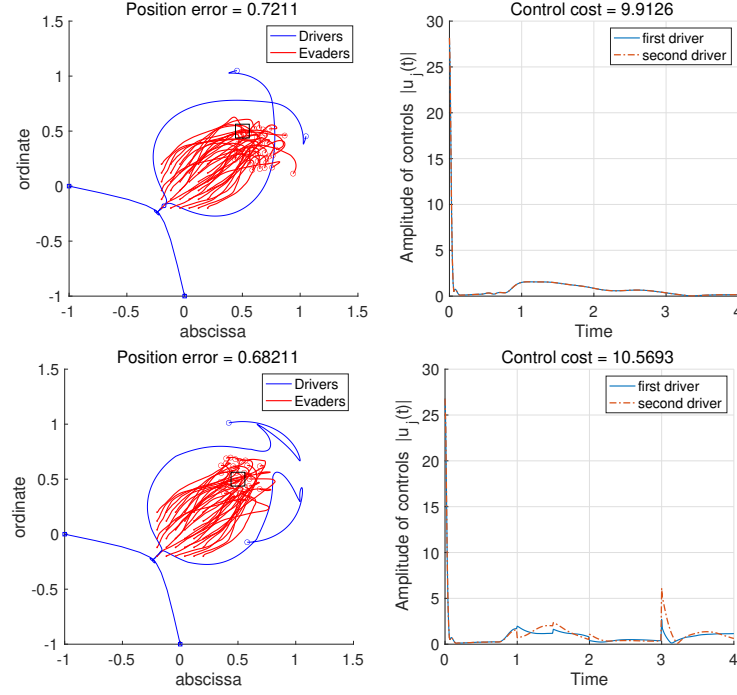 Position error = 0.7211
1.5
1
0.5
0
-0.5
-1
-1
-0.5
0
0.5
1
1.5
ordinate
abscissa
Drivers
Evaders
Control cost = 9.9126
30
25
20
15
10
5
0
0
1
2
3
4
Amplitude of controls |u_j(t)|
Time
first driver
second driver
Position error = 0.68211
1.5
1
0.5
0
-0.5
-1
-1
-0.5
0
0.5
1
1.5
ordinate
abscissa
Drivers
Evaders
Control cost = 10.5693
30
25
20
15
10
5
0
0
1
2
3
4
Amplitude of controls |u_j(t)|
Time
first driver
second driver